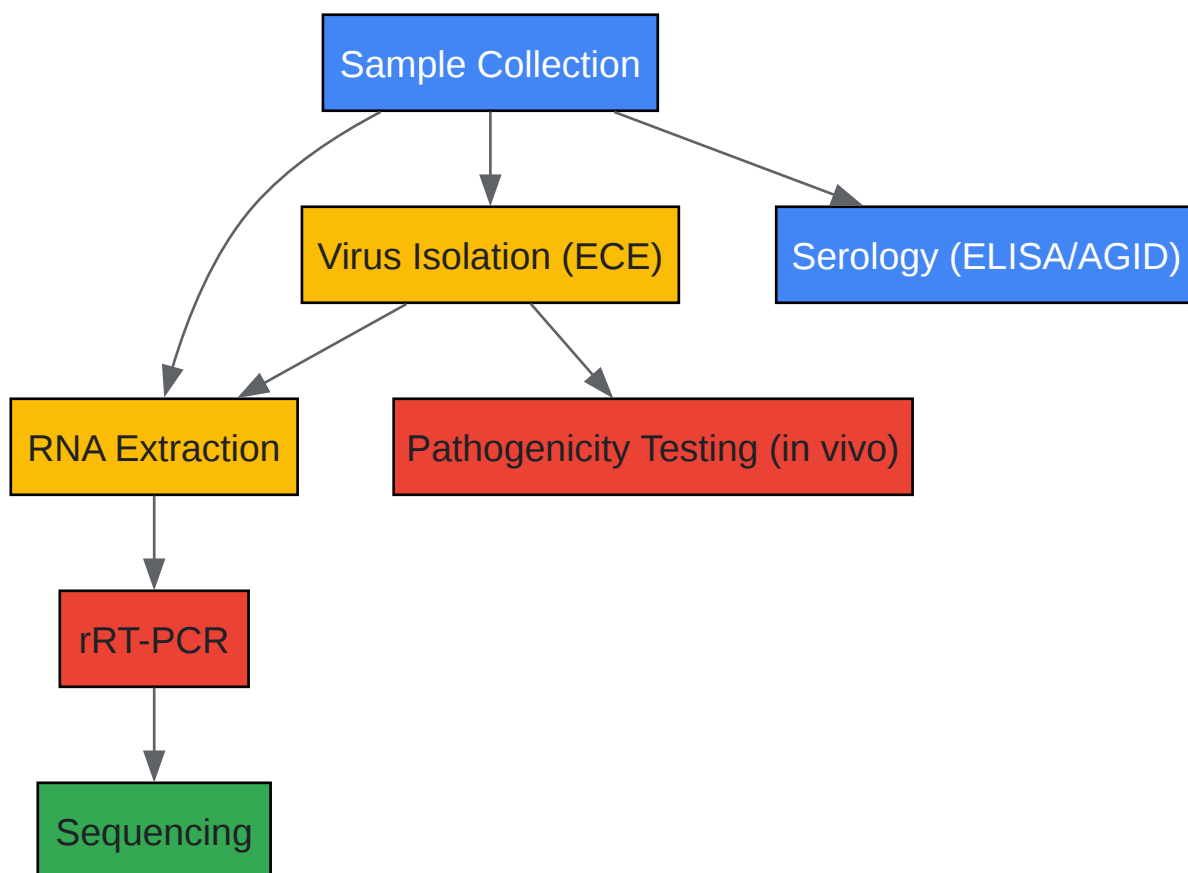 Sample Collection
Virus Isolation (ECE)
Serology (ELISA/AGID)
RNA Extraction
Pathogenicity Testing (in vivo)
rRT-PCR
Sequencing